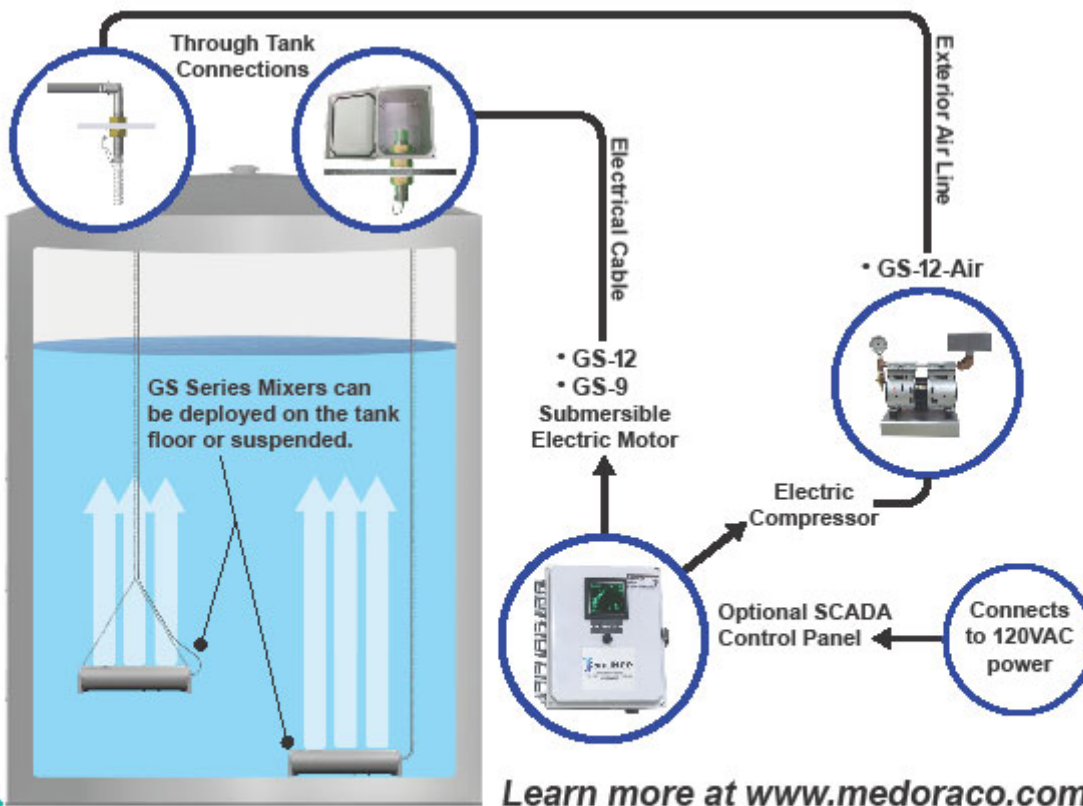 Through Tank
Connections
Exterior Air Line
Electrical Cable
• GS-12-Air
• GS-12
• GS-9
Submersible
Electric Motor
GS Series Mixers can
be deployed on the tank
floor or suspended.
Electric
Compressor
Optional SCADA
Control Panel
Connects
to 120VAC
power
Learn more at www.medoraco.com